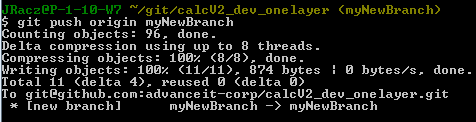 JRacz@P-1-10-W7 ~/git/calcV2_dev_onelayer (myNewBranch)
$ git push origin myNewBranch
Counting objects: 96, done.
Delta compression using up to 8 threads.
Compressing objects: 100% (8/8), done.
Writing objects: 100% (11/11), 874 bytes | 0 bytes/s, done.
Total 11 (delta 4), reused 0 (delta 0)
To git@github.com:advanceit-corp/calcV2_dev_onelayer.git
 * [new branch]      myNewBranch -> myNewBranch